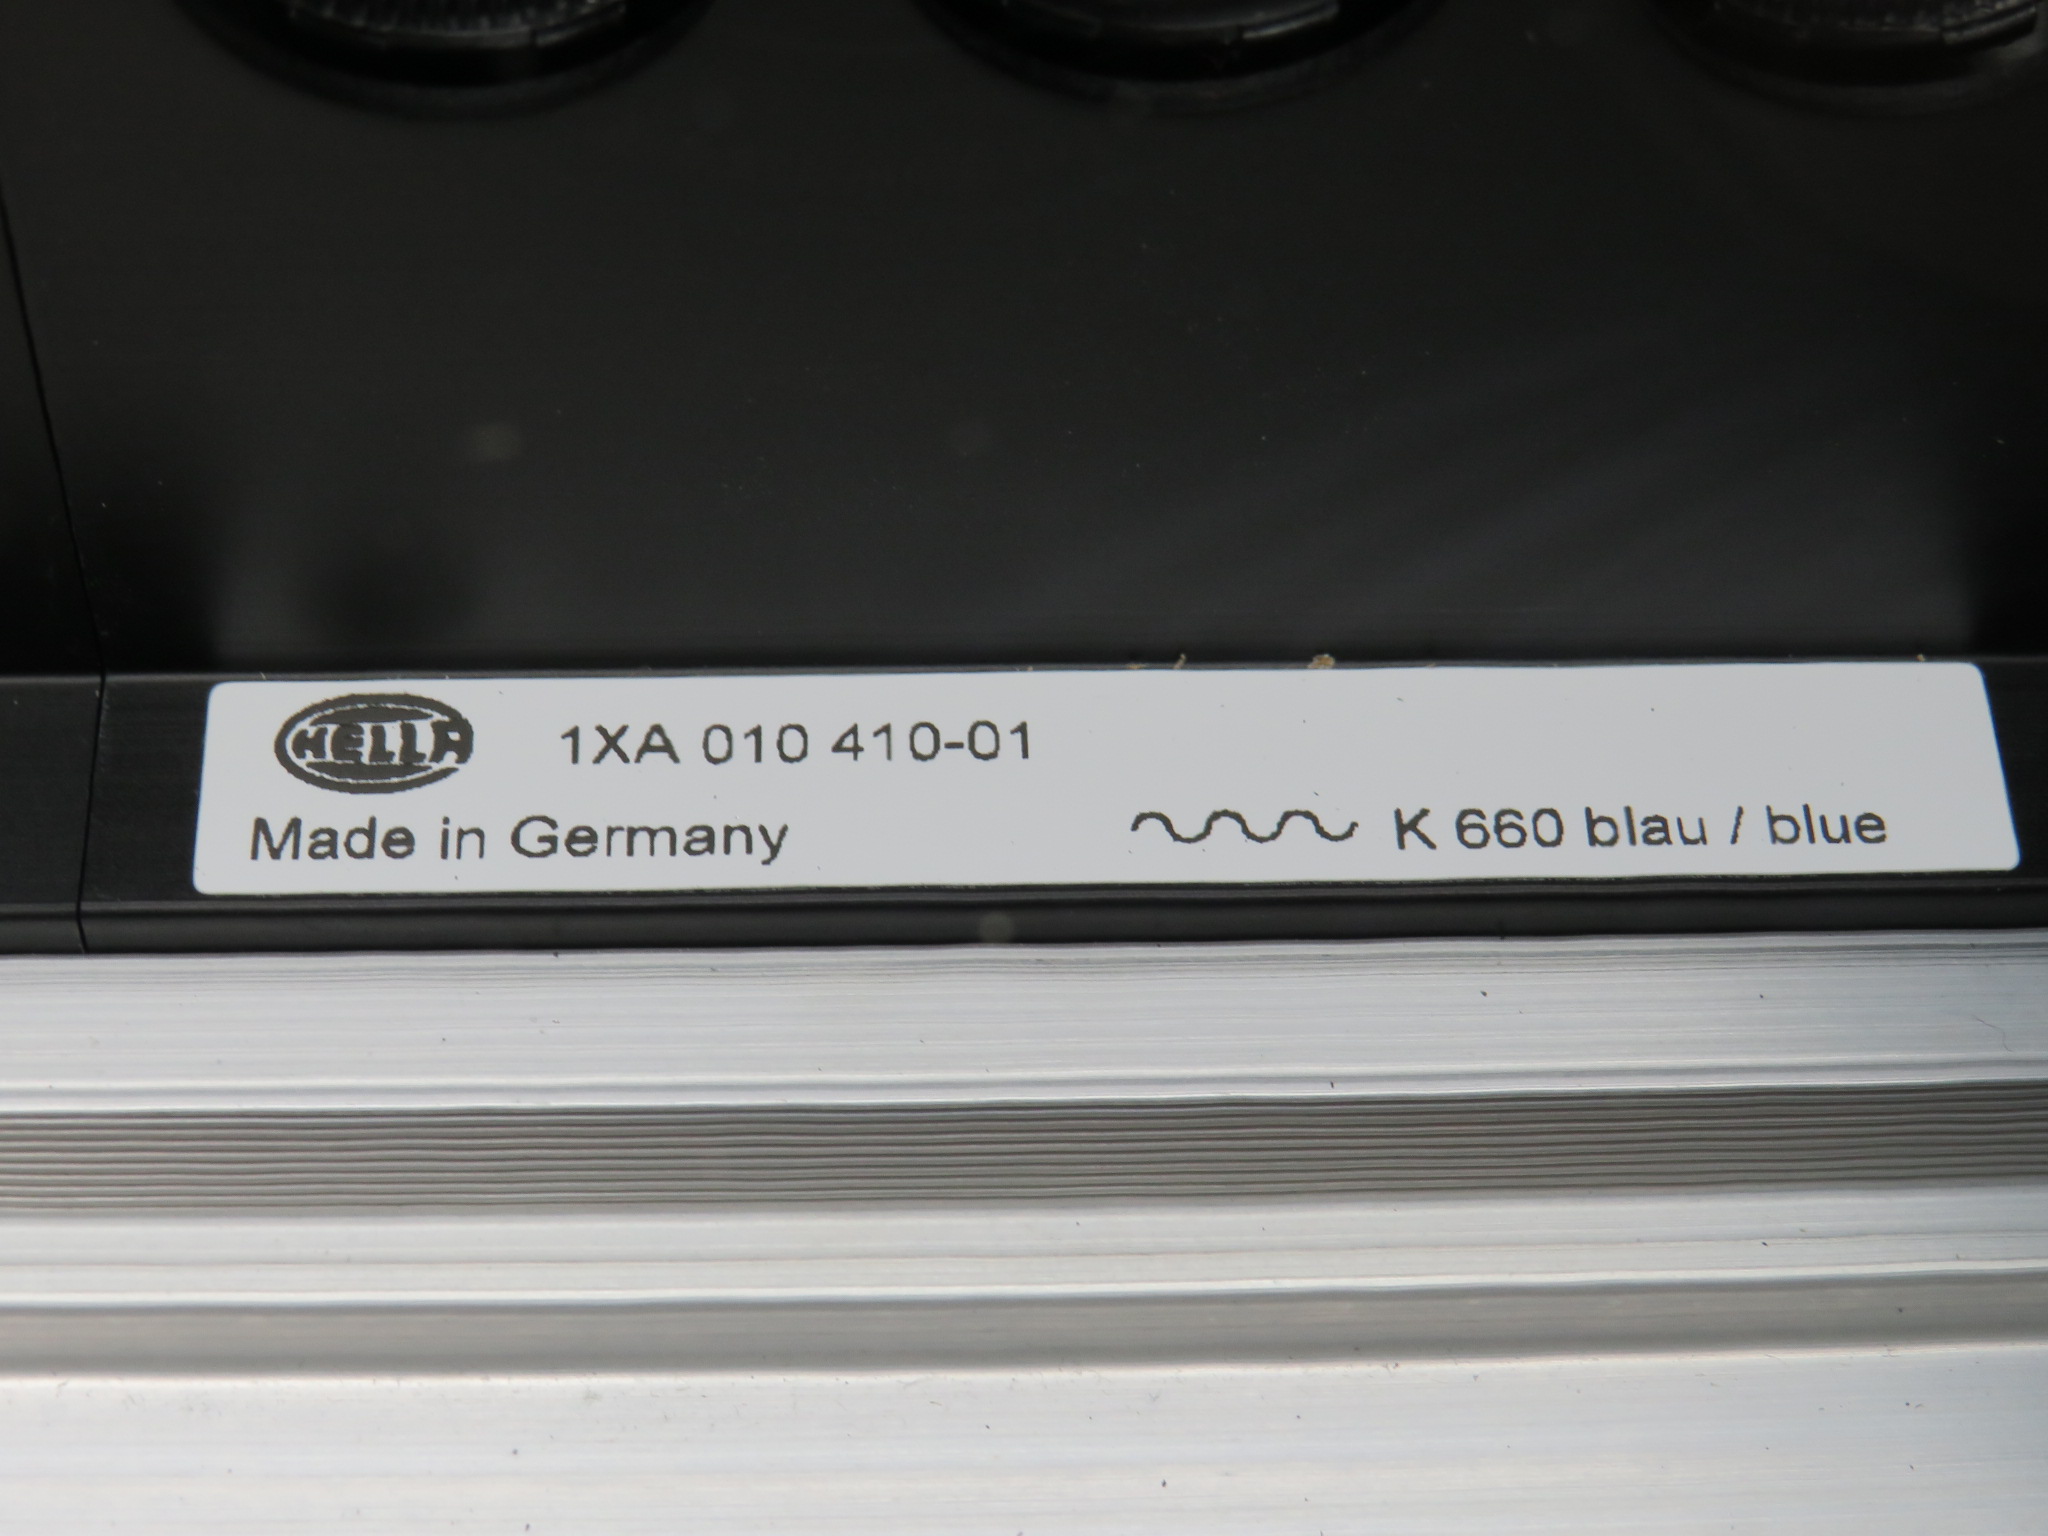 HELLA 1XA 010 410-01
Made in Germany K 660 blau / blue